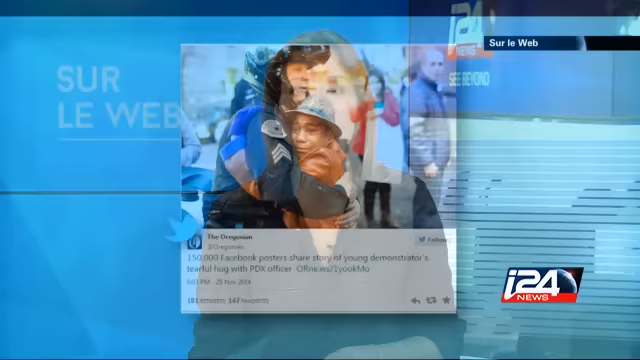 i24
NEWS
Sur le Web
SEE BEYOND
SUR
LE WEB
The Oregonian
@Oregonian
Follow
150,000 Facebook posters share story of young demonstrator's
tearful hug with PDX officer ORne.ws/1yookMo
6:03 PM - 29 Nov 2014
181 RETWEETS 147 FAVORITES
i24
NEWS